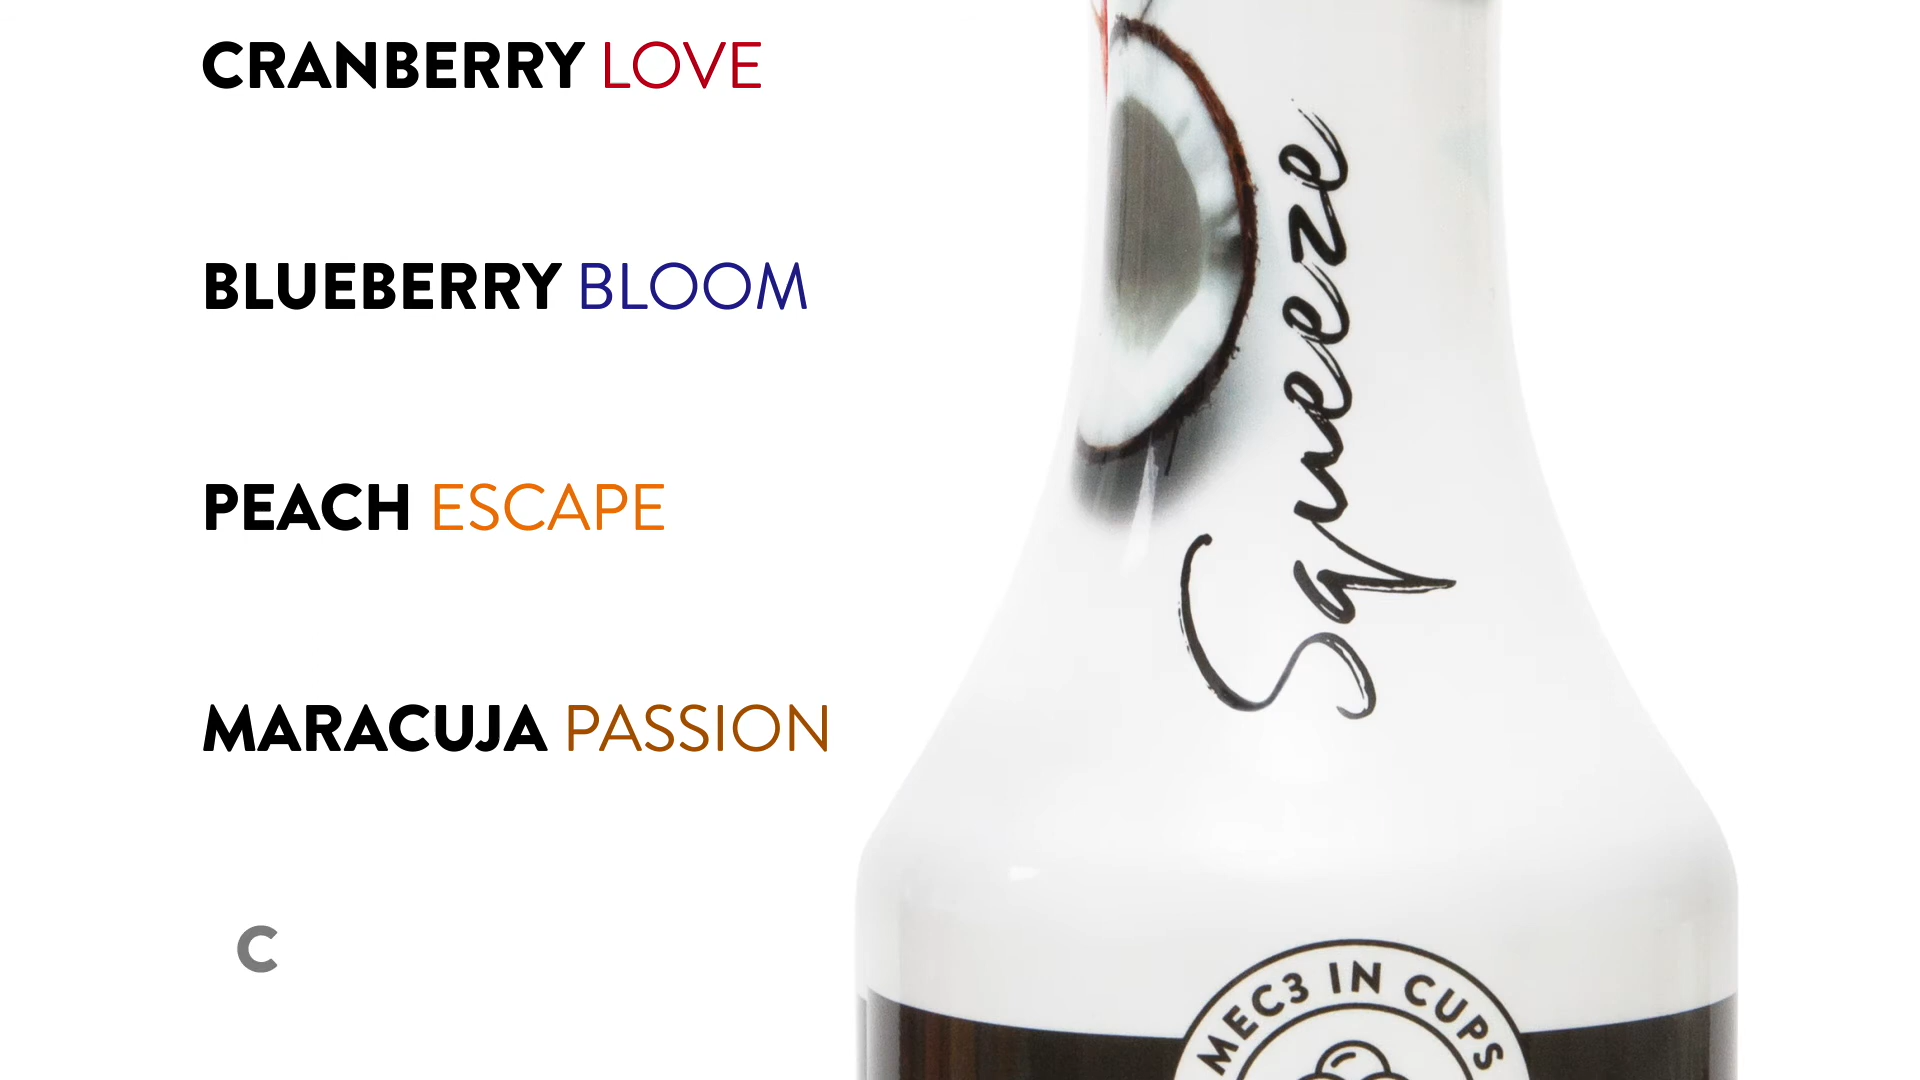 CRANBERRY LOVE
BLUEBERRY BLOOM
PEACH ESCAPE
MARACUJA PASSION
C
Squeeze
MEC3 IN CUPS